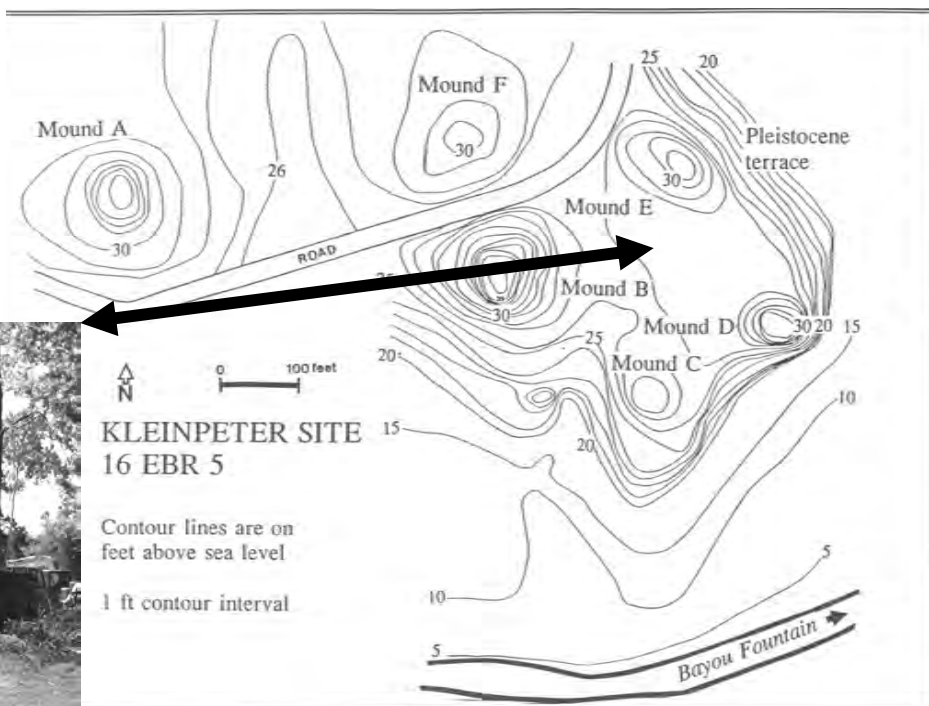 25
20
Mound F
Mound A
Pleistocene
terrace
30
26
30
Mound E
30
ROAD
Mound B
30
Mound D
30
20
15
25
20
Mound C
0
100 feet
N
10
KLEINPETER SITE
15
16 EBR 5
20
Contour lines are on
feet above sea level
5
1 ft contour interval
10
5
Bayou Fountain